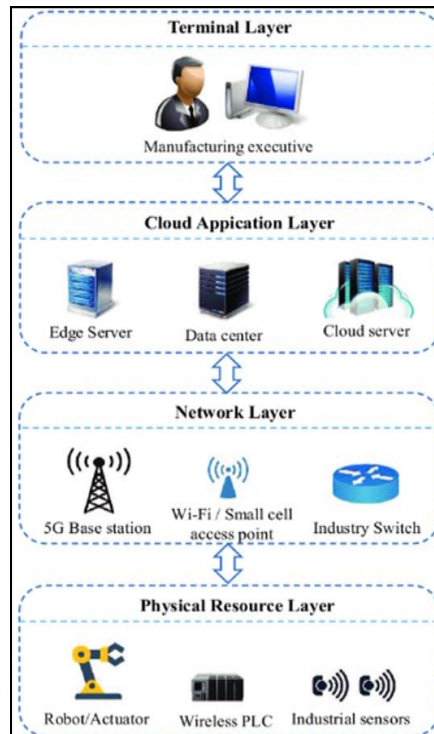 Terminal Layer
Manufacturing executive
Cloud Appication Layer
Edge Server
Data center
Cloud server
Network Layer
5G Base station
Wi-Fi / Small cell
access point
Industry Switch
Physical Resource Layer
Robot/Actuator
Wireless PLC
Industrial sensors